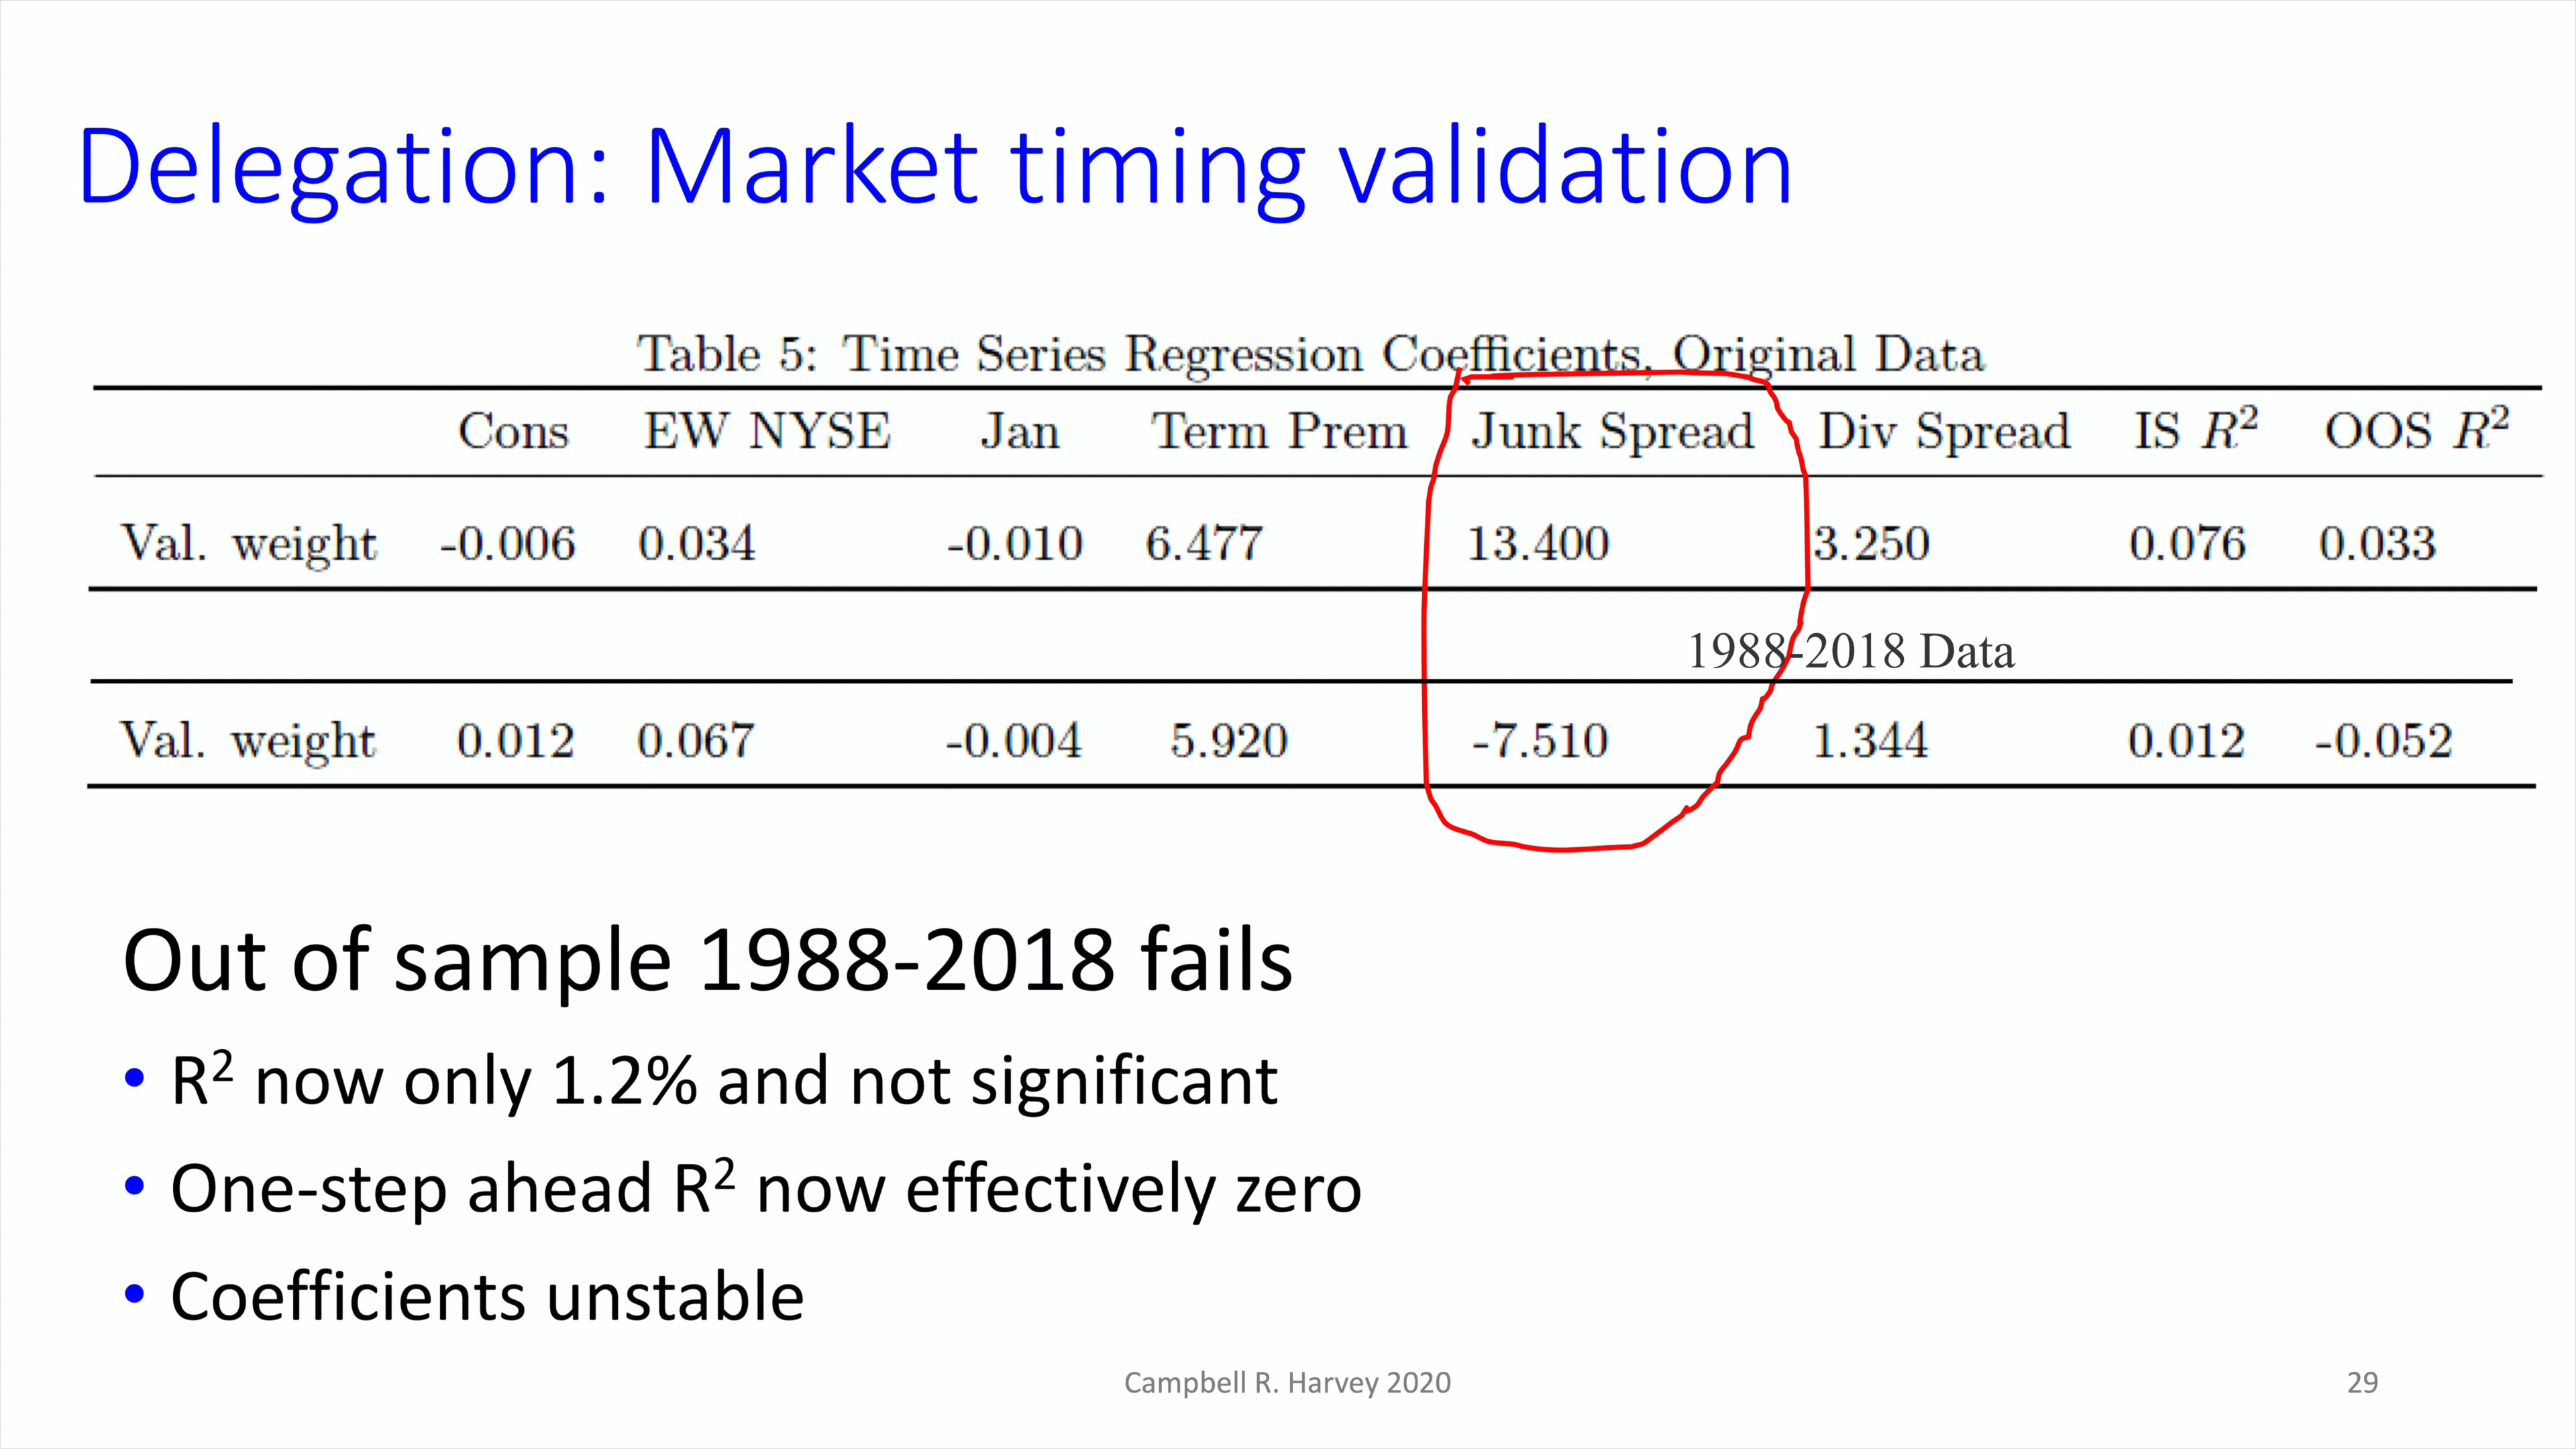 Delegation: Market timing validation
Table 5: Time Series Regression Coefficients, Original Data
Cons EW NYSE Jan Term Prem Junk Spread Div Spread IS R² OOS R²
Val. weight -0.006 0.034 -0.010 6.477 13.400 3.250 0.076 0.033
1988-2018 Data
Val. weight 0.012 0.067 -0.004 5.920 -7.510 1.344 0.012 -0.052
Out of sample 1988-2018 fails
• R² now only 1.2% and not significant
• One-step ahead R² now effectively zero
• Coefficients unstable
Campbell R. Harvey 2020 29